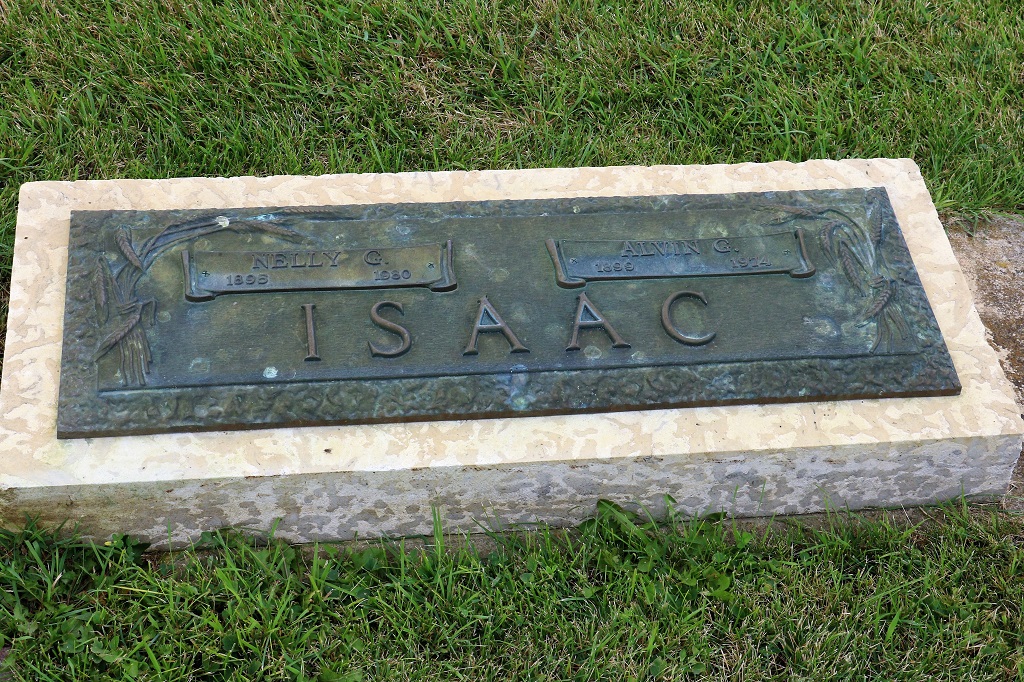 NELLY G.
1895 1980
ALVIN G.
1899 1974
ISAAC